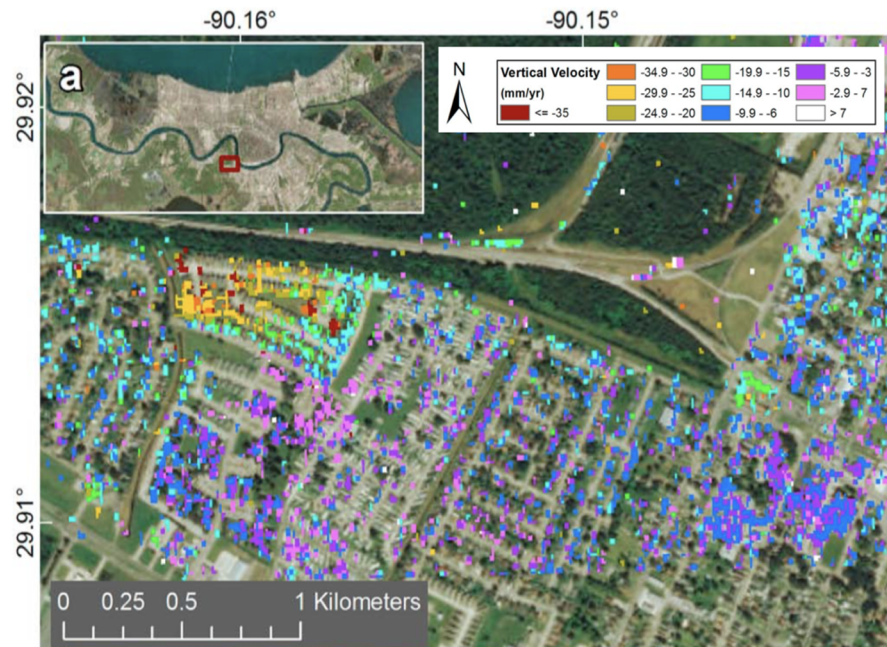 -90.16° -90.15°
a
N
Vertical Velocity
(mm/yr)
<= -35
-34.9 - -30
-29.9 - -25
-24.9 - -20
-19.9 - -15
-14.9 - -10
-9.9 - -6
-5.9 - -3
-2.9 - 7
> 7
29.92
29.91
0 0.25 0.5 1 Kilometers